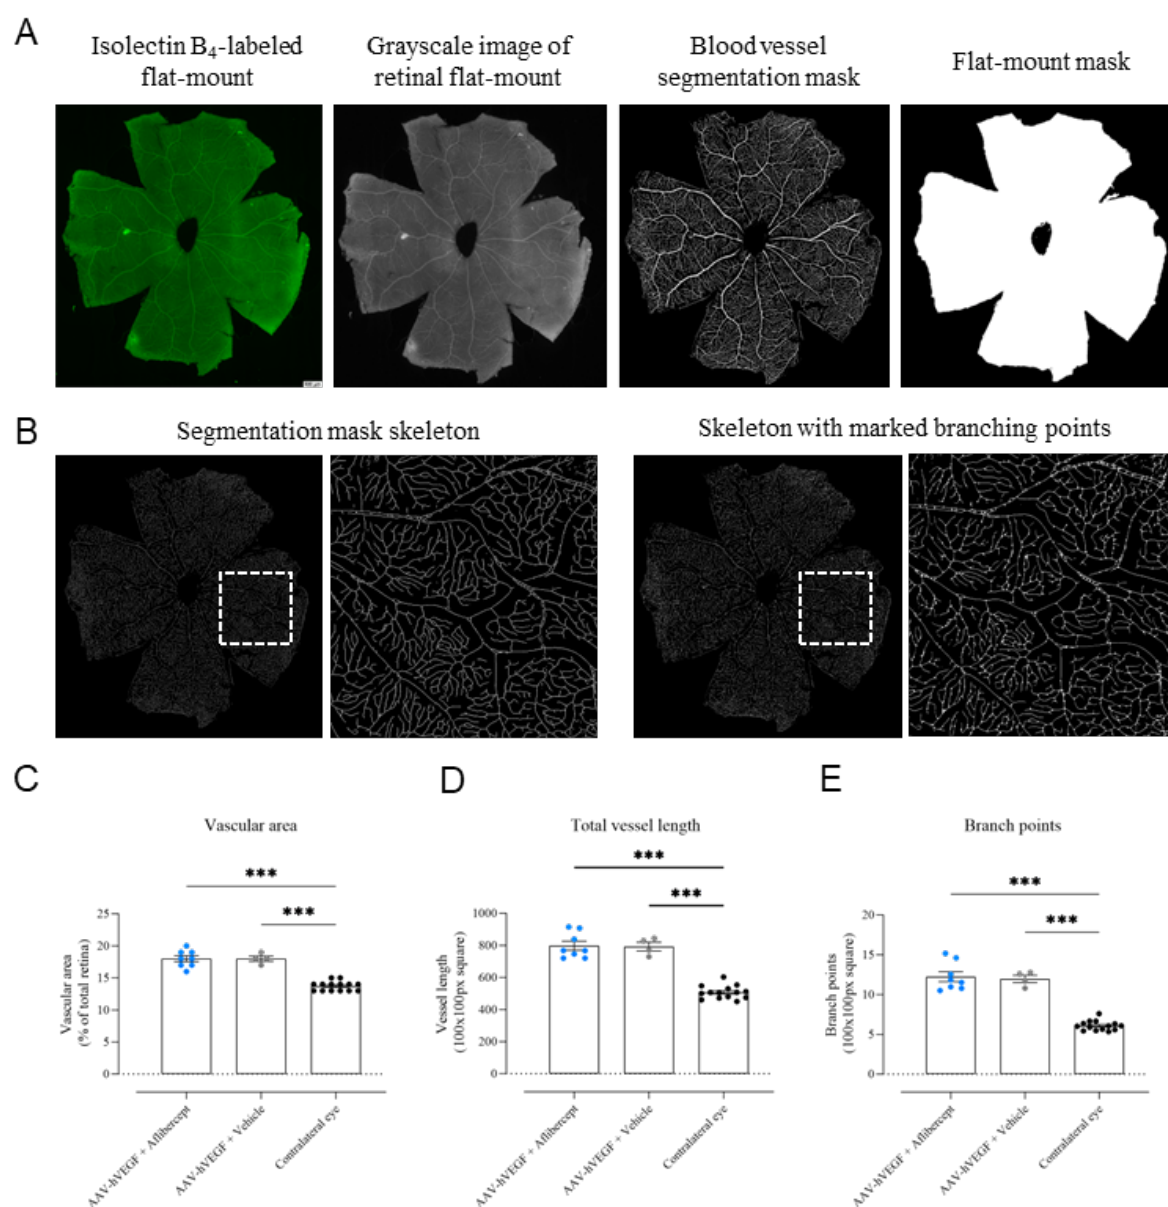 A
Isolectin B₄-labeled
flat-mount
Grayscale image of
retinal flat-mount
Blood vessel
segmentation mask
Flat-mount mask
B
Segmentation mask skeleton
Skeleton with marked branching points
C
Vascular area
***
***
Vascular area
(% of total retina)
25
20
15
10
5
0
AAV-hVEGF + Aflibercept
AAV-hVEGF + Vehicle
Contralateral eye
D
Total vessel length
***
***
Vessel length
(100x100px square)
1000
800
600
400
200
0
AAV-hVEGF + Aflibercept
AAV-hVEGF + Vehicle
Contralateral eye
E
Branch points
***
***
Branch points
(100x100px square)
20
15
10
5
0
AAV-hVEGF + Aflibercept
AAV-hVEGF + Vehicle
Contralateral eye